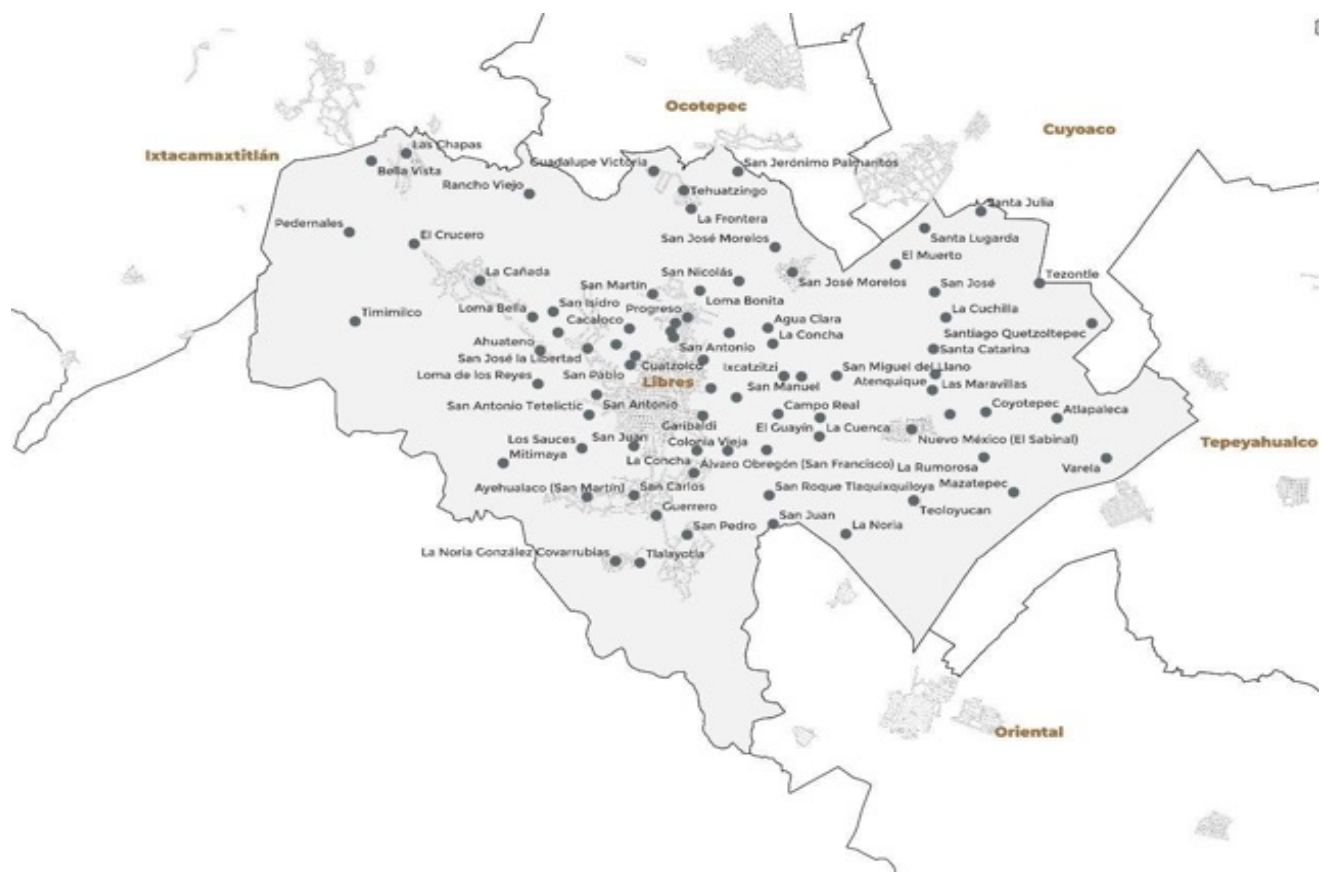 Ocotepec
Cuyoaco
Ixtacamaxtitlán
Las Chapas
Bella Vista
Guadalupe Victoria
San Jerónimo Palmaritos
Rancho Viejo
Tehuatzingo
Santa Julia
La Frontera
Pedernales
Santa Lugarda
El Crucero
San José Morelos
El Muerto
La Cañada
San Nicolás
San José Morelos
Tezontle
San Martín
San José
Loma Bella
San Isidro
Loma Bonita
Timimilco
Progreso
La Cuchilla
Cacaloco
Agua Clara
Santiago Quetzoltepec
Ahuateno
La Concha
San Antonio
Santa Catarina
San José la Libertad
Cuatzolco
Ixcatzitzi
San Miguel del Llano
Loma de los Reyes
San Pablo
Libres
San Manuel
Atenquique
Las Maravillas
San Antonio Tetelictic
San Antonio
Campo Real
Coyotepec
Atlapaleca
Garibaldi
El Guayín
La Cuenca
Los Sauces
San Juan
Colonia Vieja
Nuevo México (El Sabinal)
Tepeyahualco
Mitimaya
La Concha
Álvaro Obregón (San Francisco)
La Rumorosa
Varela
Ayehualaco (San Martín)
San Carlos
San Roque Tlaquixquiloya
Mazatepec
Guerrero
Teoloyucan
San Pedro
San Juan
La Noria
La Noria González Covarrubias
Tlalayotla
Oriental